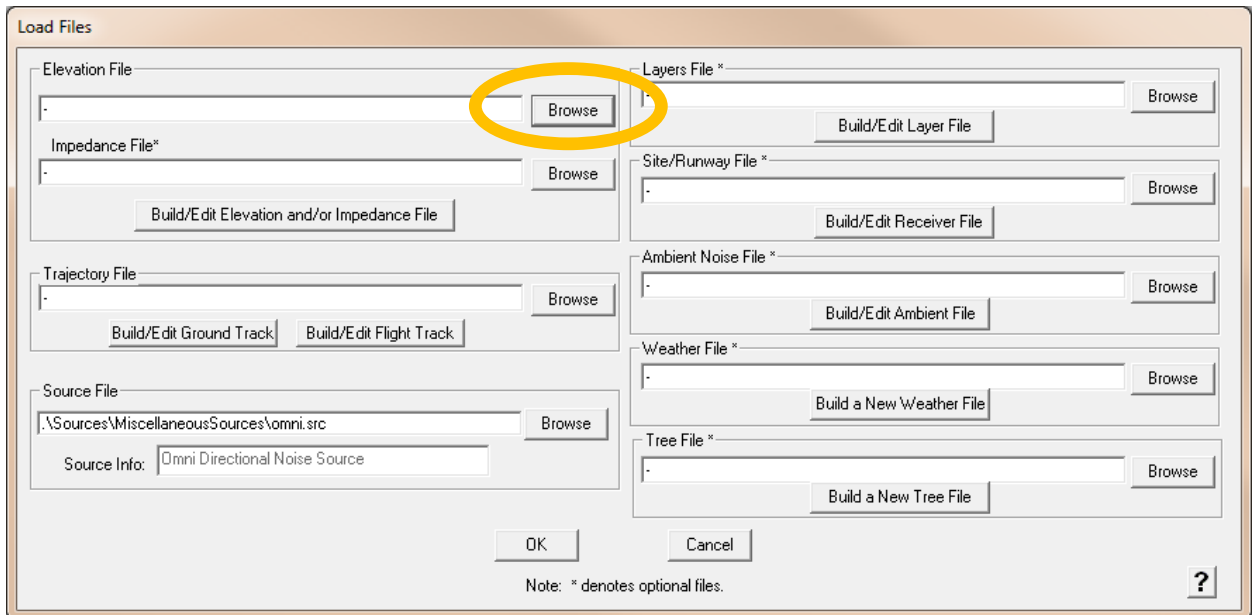 Load Files
Elevation File
-
Browse
Impedance File*
-
Browse
Build/Edit Elevation and/or Impedance File
Trajectory File
-
Browse
Build/Edit Ground Track
Build/Edit Flight Track
Source File
.\Sources\MiscellaneousSources\omni.src
Browse
Source Info:
Omni Directional Noise Source
Layers File *
-
Browse
Build/Edit Layer File
Site/Runway File *
-
Browse
Build/Edit Receiver File
Ambient Noise File *
-
Browse
Build/Edit Ambient File
Weather File *
-
Browse
Build a New Weather File
Tree File *
-
Browse
Build a New Tree File
OK
Cancel
Note: * denotes optional files.
?